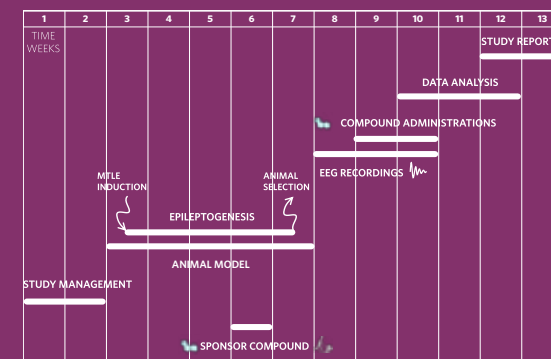 1 2 3 4 5 6 7 8 9 10 11 12 13
TIME
WEEKS
STUDY REPORT
DATA ANALYSIS
COMPOUND ADMINISTRATIONS
EEG RECORDINGS
MTLE
INDUCTION
ANIMAL
SELECTION
EPILEPTOGENESIS
ANIMAL MODEL
STUDY MANAGEMENT
SPONSOR COMPOUND